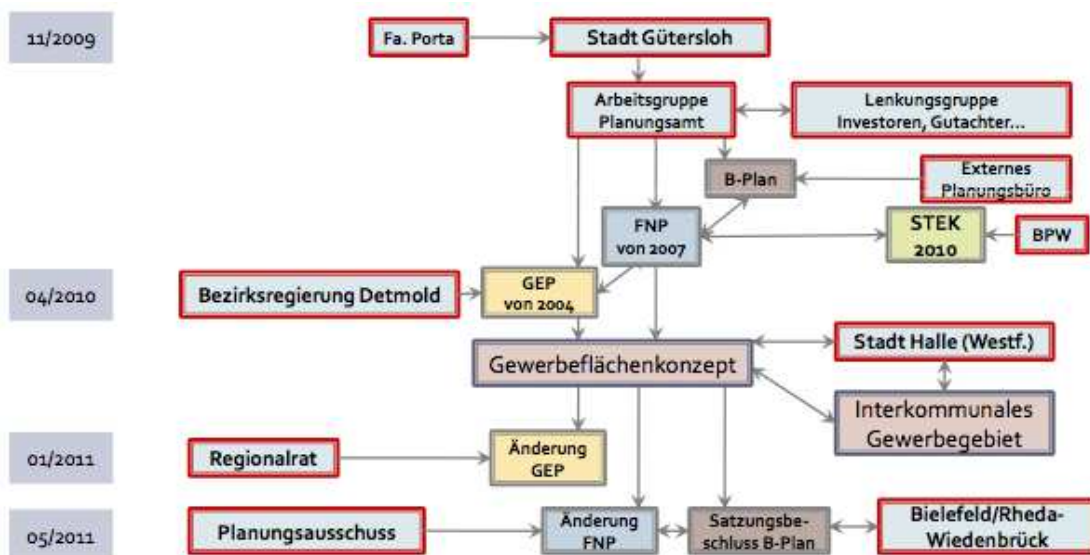 11/2009
Fa. Porta
Stadt Gütersloh
Arbeitsgruppe
Planungsamt
Lenkungsgruppe
Investoren, Gutachter...
B-Plan
Externes
Planungsbüro
FNP
von 2007
STEK
2010
BPW
04/2010
Bezirksregierung Detmold
GEP
von 2004
Gewerbeflächenkonzept
Stadt Halle (Westf.)
Interkommunales
Gewerbegebiet
01/2011
Regionalrat
Änderung
GEP
05/2011
Planungsausschuss
Änderung
FNP
Satzungsbe-
schluss B-Plan
Bielefeld/Rheda-
Wiedenbrück